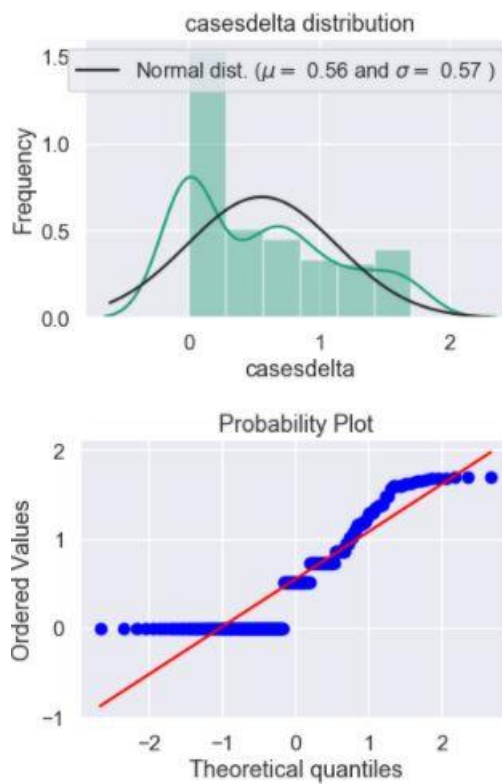 casesdelta distribution
1.5
Normal dist. (μ = 0.56 and σ = 0.57 )
1.0
0.5
0.0
Frequency
0 1 2
casesdelta
Probability Plot
2
1
0
−1
Ordered Values
−2 −1 0 1 2
Theoretical quantiles